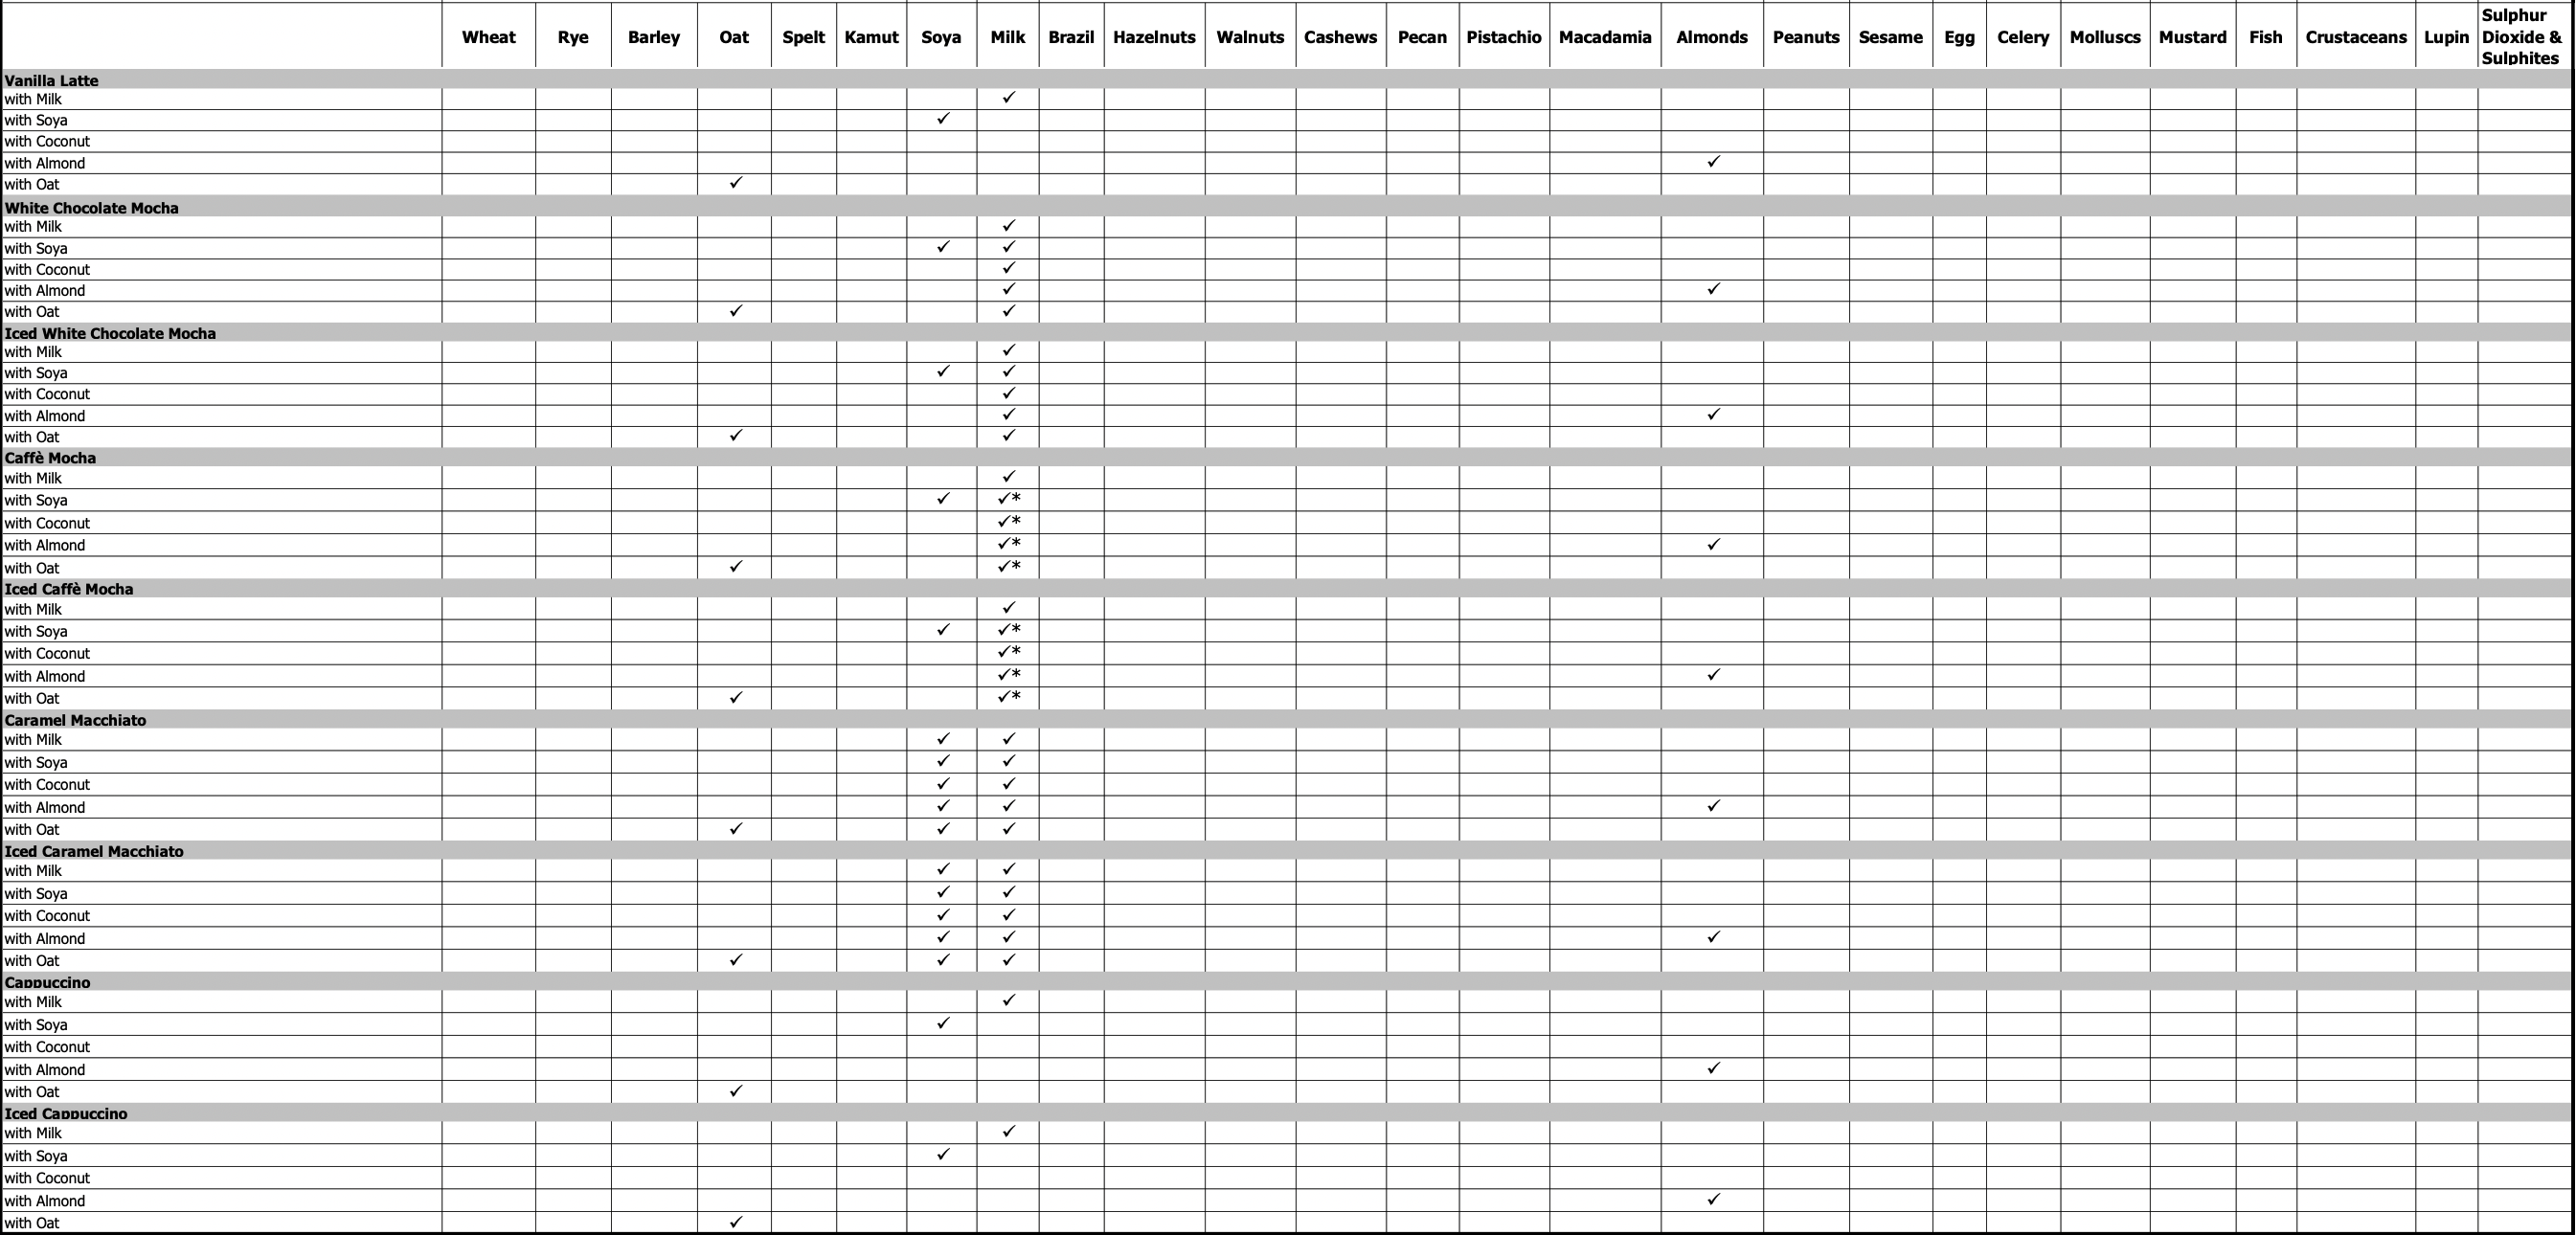 Wheat Rye Barley Oat Spelt Kamut Soya Milk Brazil Hazelnuts Walnuts Cashews Pecan Pistachio Macadamia Almonds Peanuts Sesame Egg Celery Molluscs Mustard Fish Crustaceans Lupin Sulphur Dioxide & Sulphites
Vanilla Latte
with Milk ✓
with Soya ✓
with Coconut
with Almond ✓
with Oat ✓
White Chocolate Mocha
with Milk ✓
with Soya ✓ ✓
with Coconut ✓
with Almond ✓ ✓
with Oat ✓ ✓
Iced White Chocolate Mocha
with Milk ✓
with Soya ✓ ✓
with Coconut ✓
with Almond ✓ ✓
with Oat ✓ ✓
Caffè Mocha
with Milk ✓
with Soya ✓ ✓*
with Coconut ✓*
with Almond ✓* ✓
with Oat ✓ ✓*
Iced Caffè Mocha
with Milk ✓
with Soya ✓ ✓*
with Coconut ✓*
with Almond ✓* ✓
with Oat ✓ ✓*
Caramel Macchiato
with Milk ✓ ✓
with Soya ✓ ✓
with Coconut ✓ ✓
with Almond ✓ ✓ ✓
with Oat ✓ ✓ ✓
Iced Caramel Macchiato
with Milk ✓ ✓
with Soya ✓ ✓
with Coconut ✓ ✓
with Almond ✓ ✓ ✓
with Oat ✓ ✓ ✓
Cappuccino
with Milk ✓
with Soya ✓
with Coconut
with Almond ✓
with Oat ✓
Iced Cappuccino
with Milk ✓
with Soya ✓
with Coconut
with Almond ✓
with Oat ✓